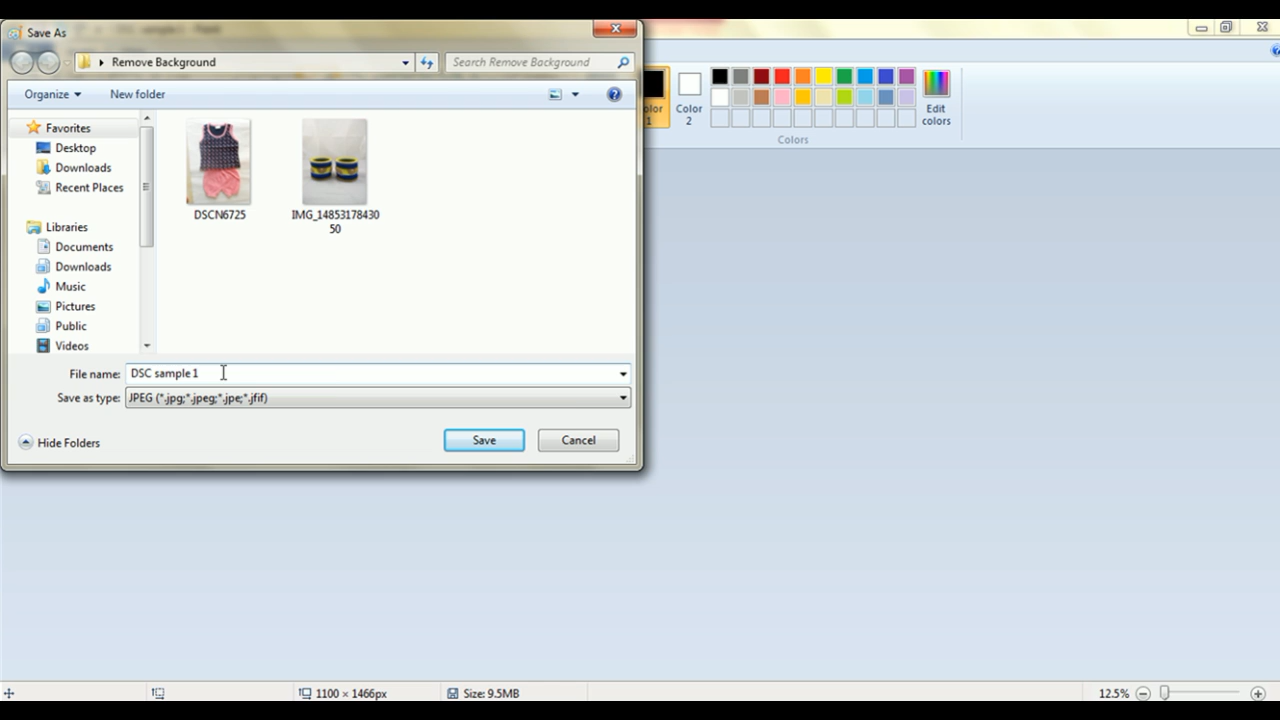 Save As
Remove Background
Search Remove Background
Organize
New folder
Favorites
Desktop
Downloads
Recent Places
Libraries
Documents
Downloads
Music
Pictures
Public
Videos
DSCN6725
IMG_14853178430
50
File name: DSC sample1
Save as type: JPEG (*.jpg;*.jpeg;*.jpe;*.jfif)
Hide Folders
Save
Cancel
1
Color
2
Edit
colors
Colors
1100 × 1466px
Size: 9.5MB
12.5%